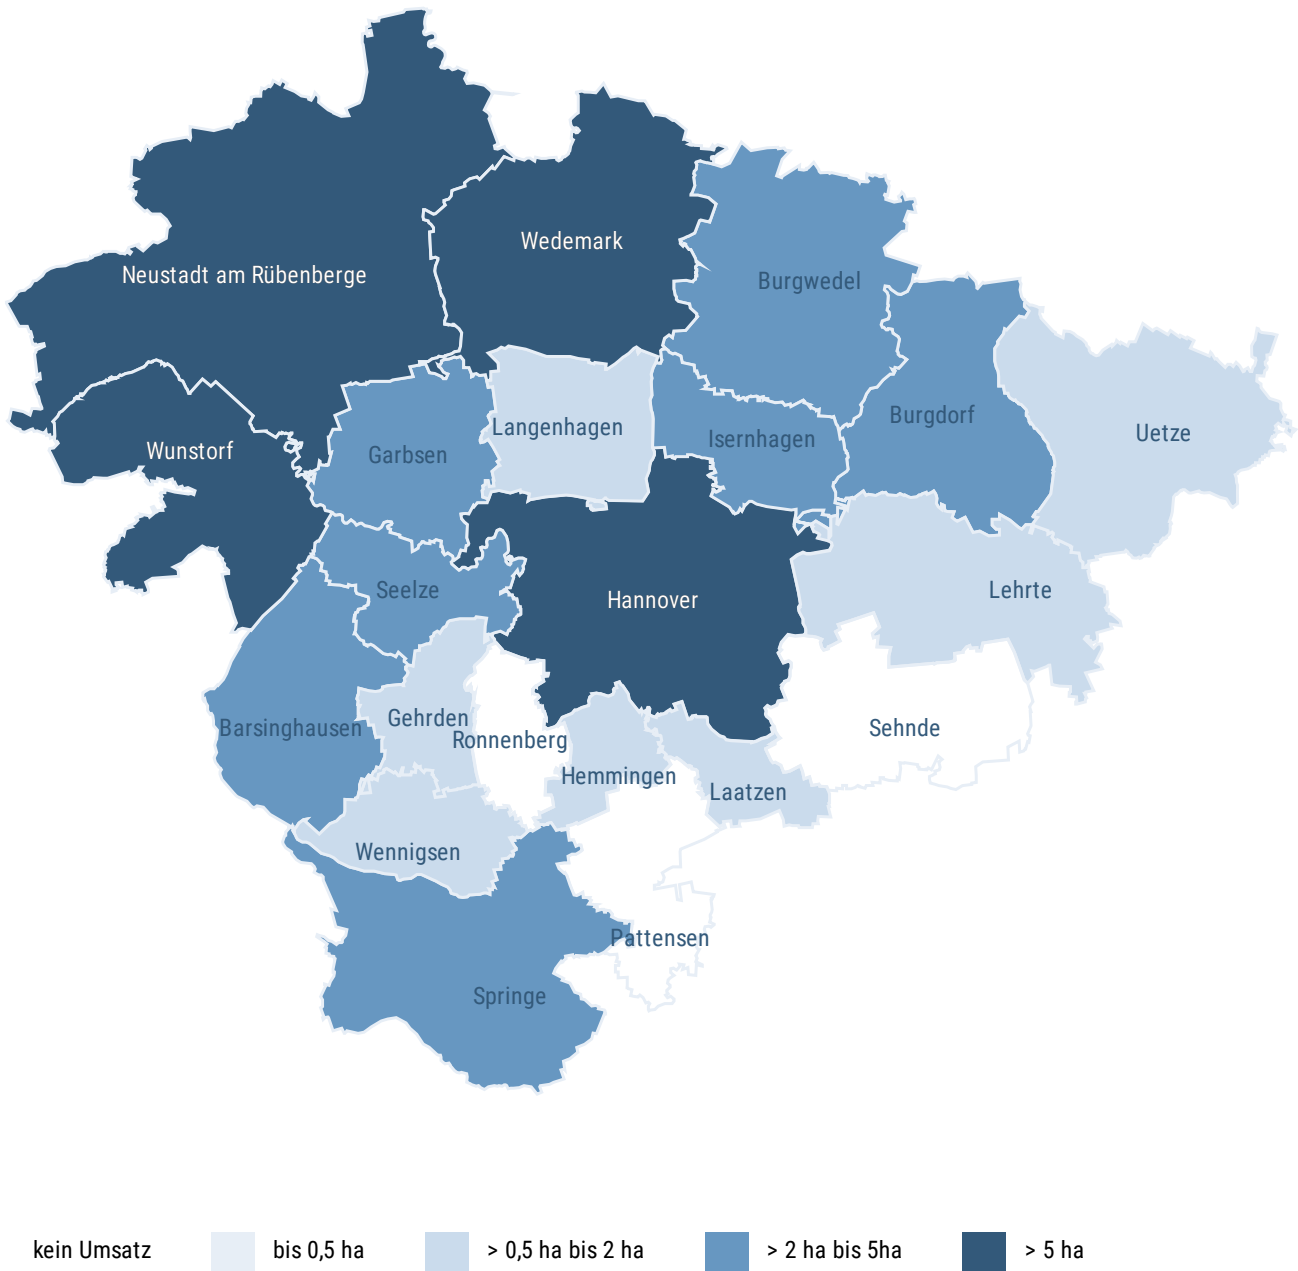 Wedemark
Neustadt am Rübenberge
Burgwedel
Burgdorf
Langenhagen
Uetze
Isernhagen
Wunstorf
Garbsen
Seelze
Lehrte
Hannover
Gehrden
Barsinghausen
Sehnde
Ronnenberg
Hemmingen
Laatzen
Wennigsen
Pattensen
Springe
kein Umsatz
bis 0,5 ha
> 0,5 ha bis 2 ha
> 2 ha bis 5ha
> 5 ha